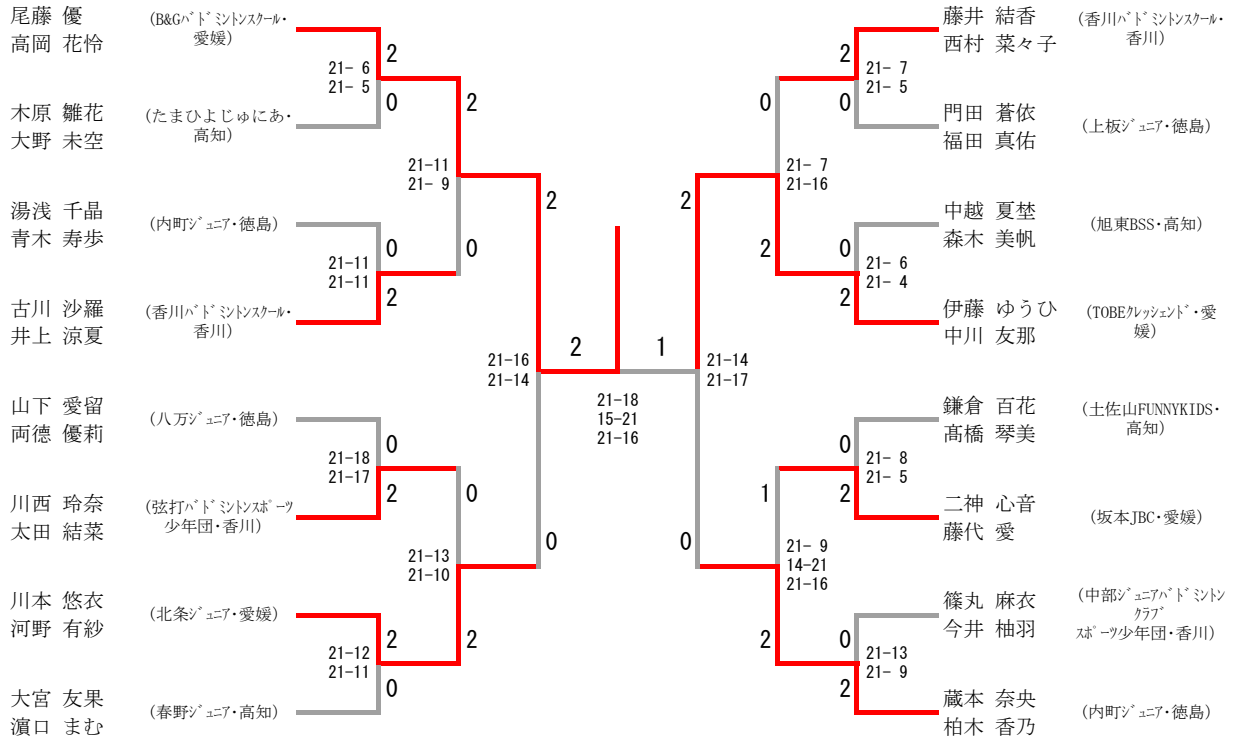 尾藤 優
高岡 花怜
(B&Gバドミントンスクール・
愛媛)
2
21- 6
21- 5
0
木原 雛花
大野 未空
(たまひよじゅにあ・
高知)
2
21-11
21- 9
0
湯浅 千晶
青木 寿歩
(内町ジュニア・徳島)
0
21-11
21-11
2
古川 沙羅
井上 涼夏
(香川バドミントンスクール・
香川)
2
21-16
21-14
0
山下 愛留
両德 優莉
(八万ジュニア・徳島)
0
21-18
21-17
2
川西 玲奈
太田 結菜
(弦打バドミントンスポーツ
少年団・香川)
0
21-13
21-10
2
川本 悠衣
河野 有紗
(北条ジュニア・愛媛)
2
21-12
21-11
0
大宮 友果
濵口 まむ
(春野ジュニア・高知)
2
1
21-18
15-21
21-16
藤井 結香
西村 菜々子
(香川バドミントンスクール・
香川)
2
21- 7
21- 5
0
門田 蒼依
福田 真佑
(上板ジュニア・徳島)
0
21- 7
21-16
2
中越 夏埜
森木 美帆
(旭東BSS・高知)
0
21- 6
21- 4
2
伊藤 ゆうひ
中川 友那
(TOBEクレッシェンド・愛
媛)
2
21-14
21-17
0
鎌倉 百花
髙橋 琴美
(土佐山FUNNYKIDS・
高知)
0
21- 8
21- 5
2
二神 心音
藤代 愛
(坂本JBC・愛媛)
1
21- 9
14-21
21-16
2
篠丸 麻衣
今井 柚羽
(中部ジュニアバドミントン
クラブ
スポーツ少年団・香川)
0
21-13
21- 9
2
蔵本 奈央
柏木 香乃
(内町ジュニア・徳島)